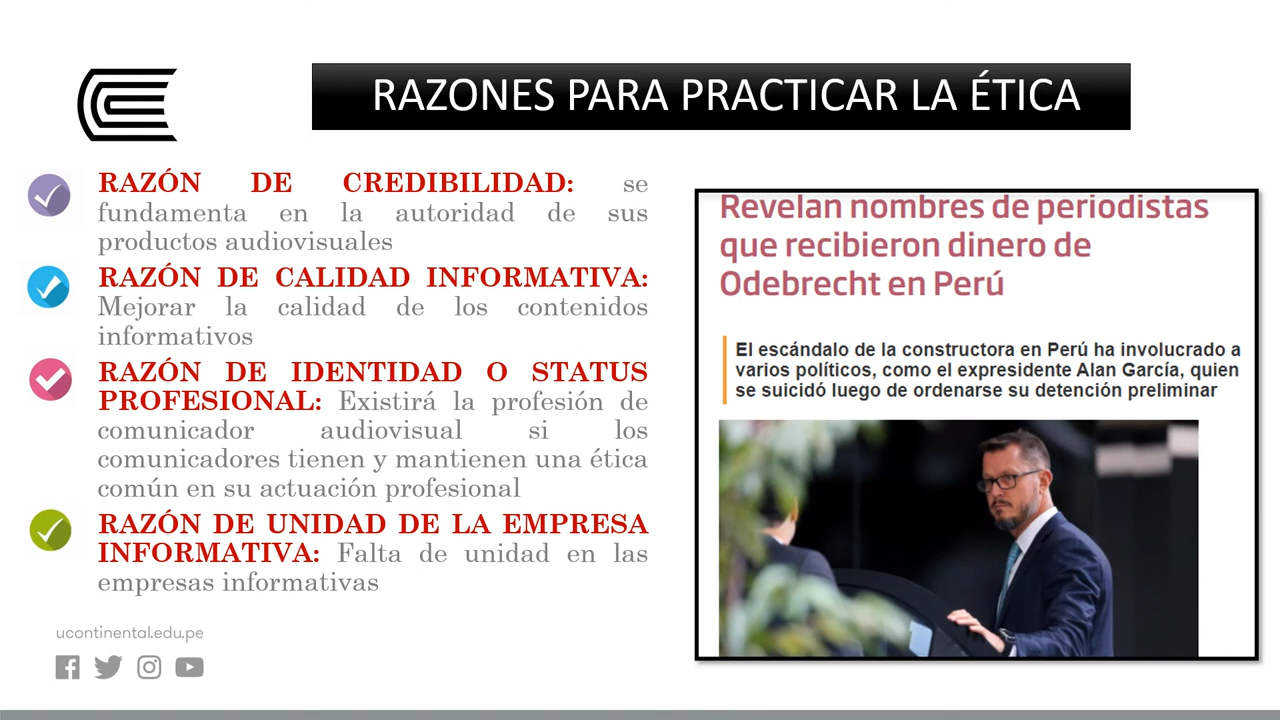 RAZONES PARA PRACTICAR LA ÉTICA
RAZÓN DE CREDIBILIDAD: se
fundamenta en la autoridad de sus
productos audiovisuales
RAZÓN DE CALIDAD INFORMATIVA:
Mejorar la calidad de los contenidos
informativos
RAZÓN DE IDENTIDAD O STATUS
PROFESIONAL: Existirá la profesión de
comunicador audiovisual si los
comunicadores tienen y mantienen una ética
común en su actuación profesional
RAZÓN DE UNIDAD DE LA EMPRESA
INFORMATIVA: Falta de unidad en las
empresas informativas
ucontinental.edu.pe
Revelan nombres de periodistas
que recibieron dinero de
Odebrecht en Perú
El escándalo de la constructora en Perú ha involucrado a
varios políticos, como el expresidente Alan García, quien
se suicidó luego de ordenarse su detención preliminar